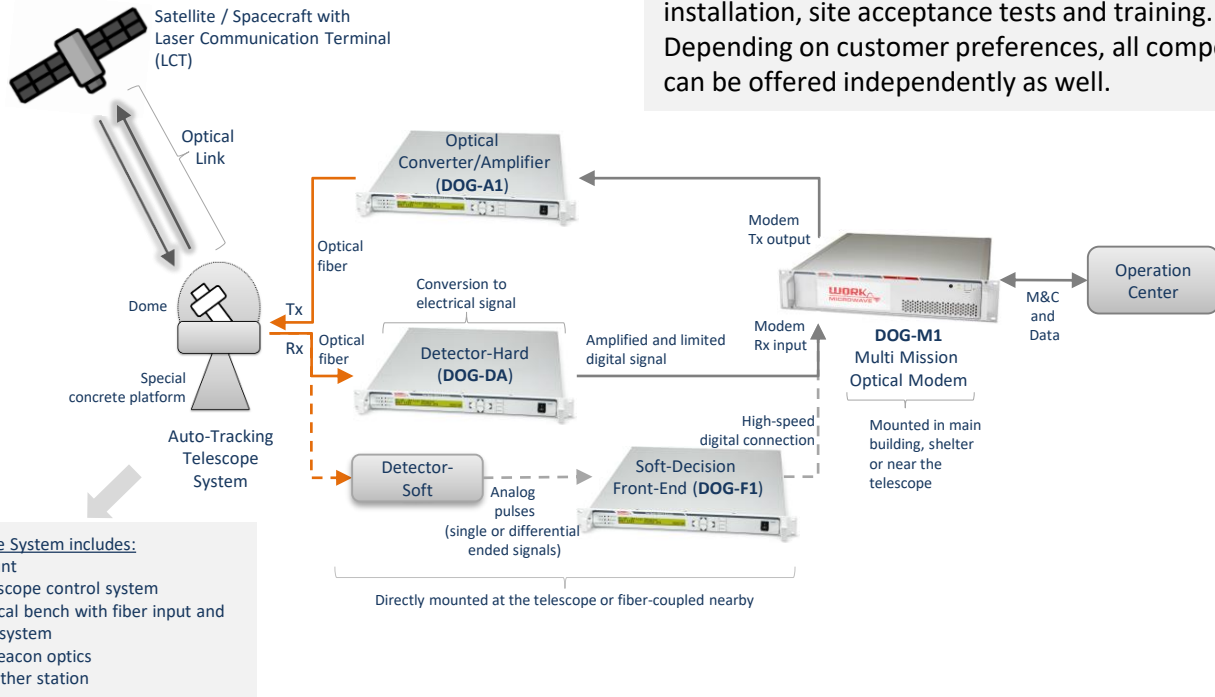 installation, site acceptance tests and training.
Depending on customer preferences, all
can be offered independently as well.
Satellite / Spacecraft with
Laser Communication Terminal
(LCT)
Optical
Link
Optical
Converter/Amplifier
(DOG-A1)
Modem
Tx output
Optical
fiber
Dome
Tx
Rx
Optical
fiber
Conversion to
electrical signal
Detector-Hard
(DOG-DA)
Amplified and limited
digital signal
Modem
Rx input
WORK
MICROWAVE
DOG-M1
Multi Mission
Optical Modem
M&C
and
Data
Operation
Center
Special
concrete platform
Auto-Tracking
Telescope
System
Mounted in main
building, shelter
or near the
telescope
High-speed
digital connection
Detector-
Soft
Analog
pulses
(single or differential
ended signals)
Soft-Decision
Front-End (DOG-F1)
Directly mounted at the telescope or fiber-coupled nearby
System includes:
control system
bench with fiber input and
system
optics
station